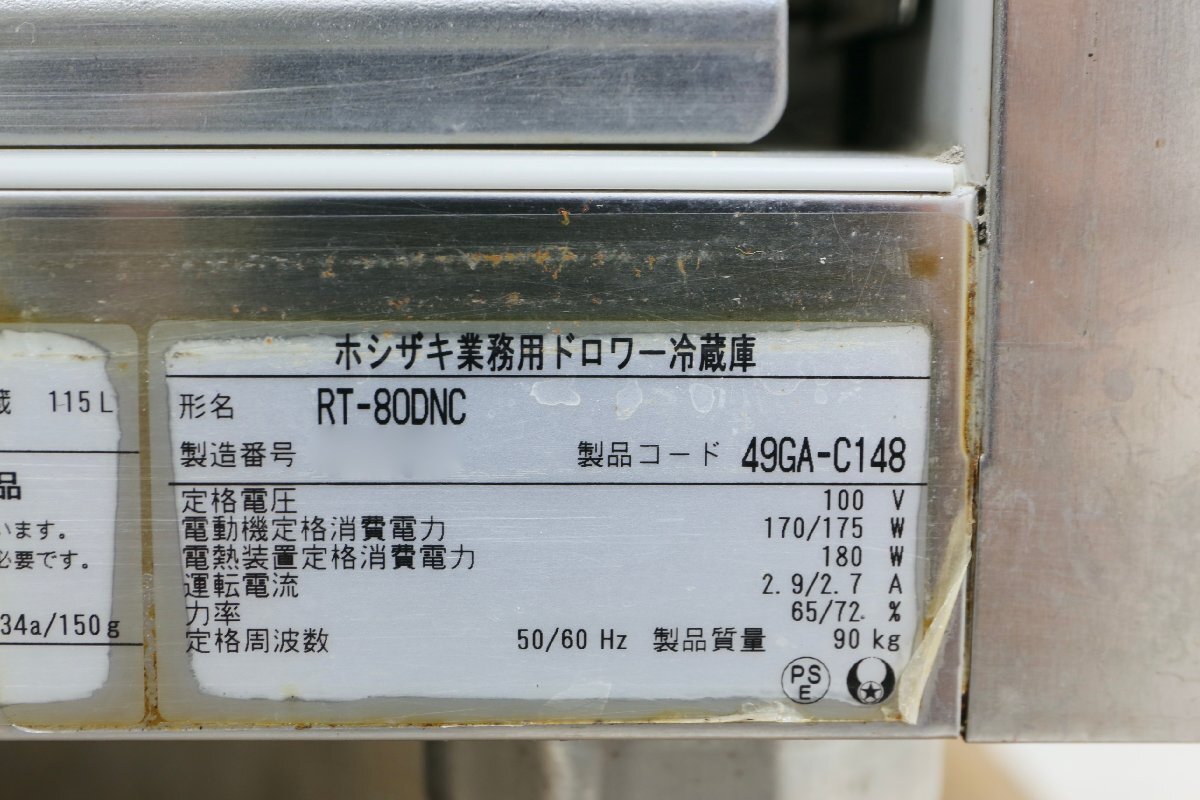 115L
品
います。
必要です。
34a/150g
ホシザキ業務用ドロワー冷蔵庫
形名 RT-80DNC
製造番号 製品コード 49GA-C148
定格電圧 100 V
電動機定格消費電力 170/175 W
電熱装置定格消費電力 180 W
運転電流 2.9/2.7 A
力率 65/72 %
定格周波数 50/60 Hz 製品質量 90 kg
PS
E